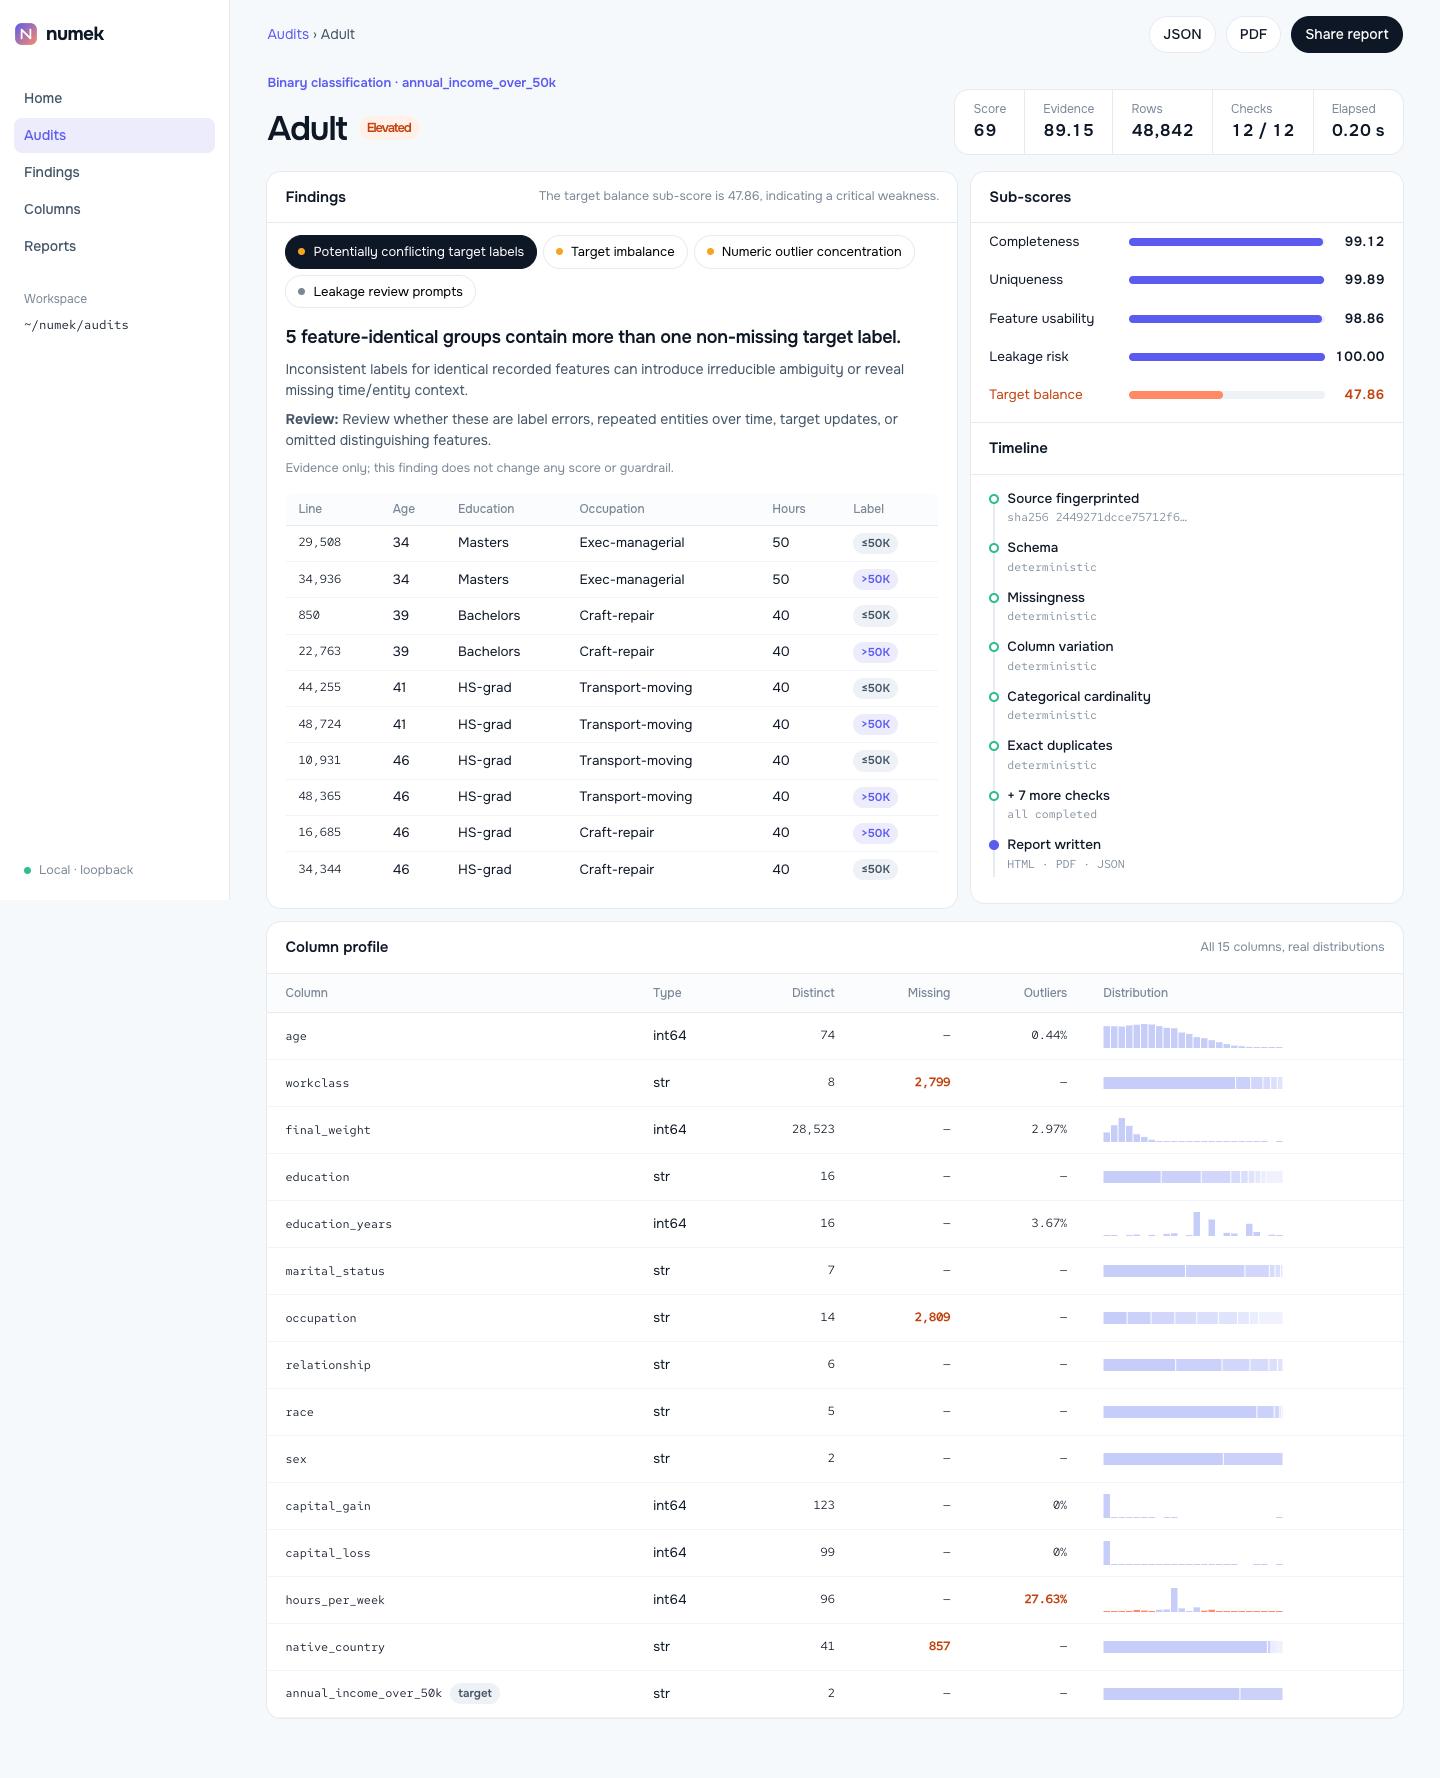 numek
Home
Audits
Findings
Columns
Reports
Workspace
~/numek/audits
Local · loopback
Audits › Adult
JSON
PDF
Share report
Binary classification · annual_income_over_50k
Adult
Elevated
Score
69
Evidence
89.15
Rows
48,842
Checks
12 / 12
Elapsed
0.20 s
Findings
The target balance sub-score is 47.86, indicating a critical weakness.
Potentially conflicting target labels
Target imbalance
Numeric outlier concentration
Leakage review prompts
5 feature-identical groups contain more than one non-missing target label.
Inconsistent labels for identical recorded features can introduce irreducible ambiguity or reveal
missing time/entity context.
Review: Review whether these are label errors, repeated entities over time, target updates, or
omitted distinguishing features.
Evidence only; this finding does not change any score or guardrail.
Line Age Education Occupation Hours Label
29,508 34 Masters Exec-managerial 50 ≤50K
34,936 34 Masters Exec-managerial 50 >50K
850 39 Bachelors Craft-repair 40 ≤50K
22,763 39 Bachelors Craft-repair 40 >50K
44,255 41 HS-grad Transport-moving 40 ≤50K
48,724 41 HS-grad Transport-moving 40 >50K
10,931 46 HS-grad Transport-moving 40 ≤50K
48,365 46 HS-grad Transport-moving 40 >50K
16,685 46 HS-grad Craft-repair 40 >50K
34,344 46 HS-grad Craft-repair 40 ≤50K
Sub-scores
Completeness 99.12
Uniqueness 99.89
Feature usability 98.86
Leakage risk 100.00
Target balance 47.86
Timeline
Source fingerprinted
sha256 2449271dcce75712f6…
Schema
deterministic
Missingness
deterministic
Column variation
deterministic
Categorical cardinality
deterministic
Exact duplicates
deterministic
+ 7 more checks
all completed
Report written
HTML · PDF · JSON
Column profile
All 15 columns, real distributions
Column Type Distinct Missing Outliers Distribution
age int64 74 — 0.44%
workclass str 8 2,799 —
final_weight int64 28,523 — 2.97%
education str 16 — —
education_years int64 16 — 3.67%
marital_status str 7 — —
occupation str 14 2,809 —
relationship str 6 — —
race str 5 — —
sex str 2 — —
capital_gain int64 123 — 0%
capital_loss int64 99 — 0%
hours_per_week int64 96 — 27.63%
native_country str 41 857 —
annual_income_over_50k target str 2 — —